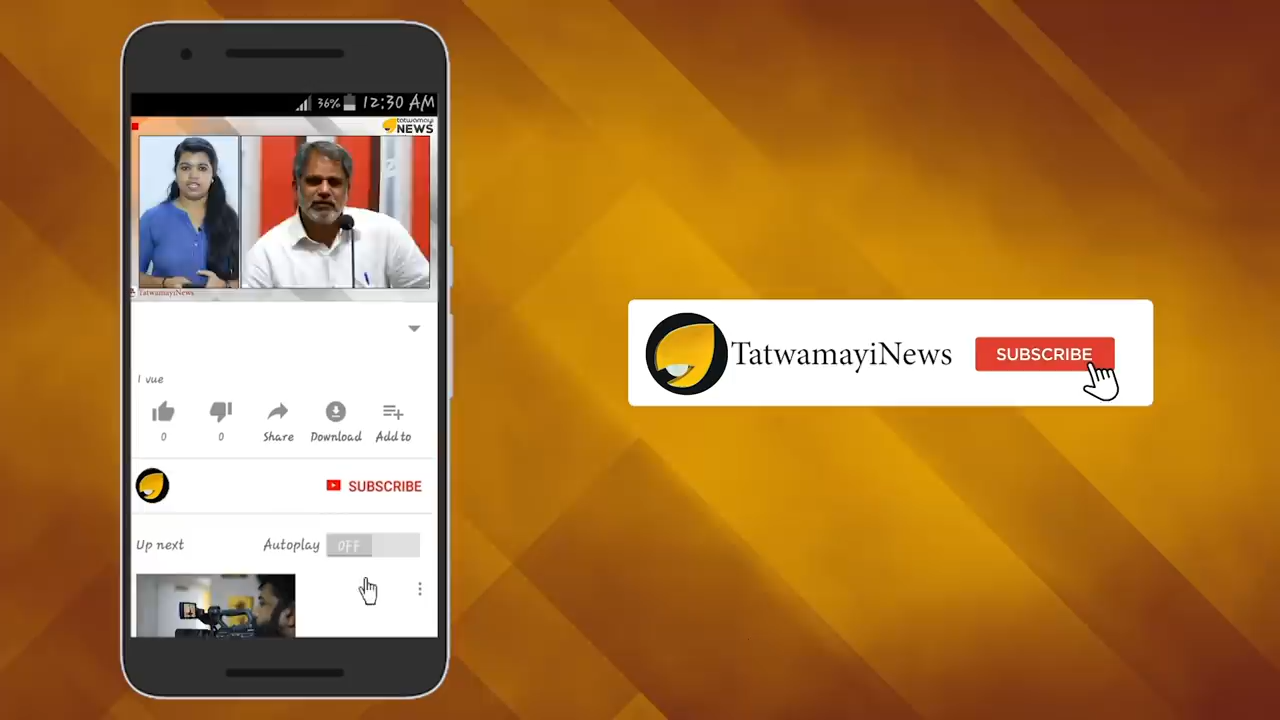 36% 12:30 AM
tatwamayi
NEWS
TatwamayiNews
1 vue
0 0 Share Download Add to
SUBSCRIBE
Up next Autoplay OFF
TatwamayiNews SUBSCRIBE